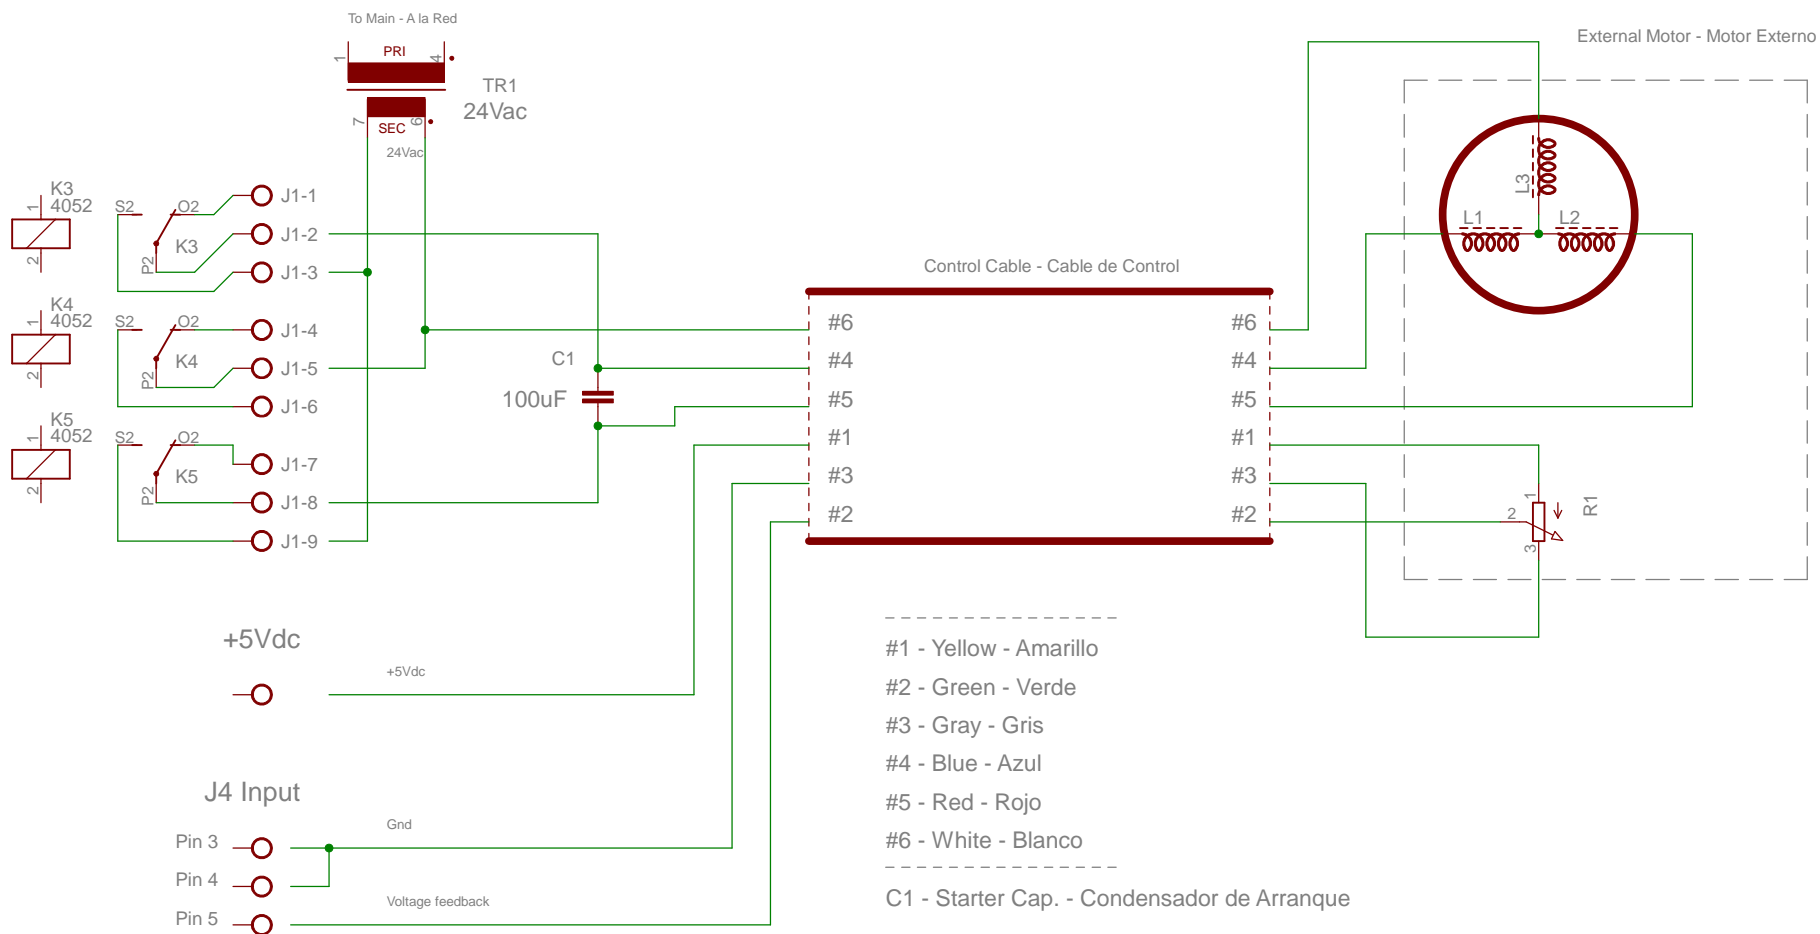 To Main - A la Red
External Motor - Motor Externo
1
PRI
4
TR1
24Vac
7
SEC
6
24Vac
K3
4052
1
2
S2
O2
P2
K3
J1-1
J1-2
J1-3
K4
4052
1
2
S2
O2
P2
K4
J1-4
J1-5
J1-6
K5
4052
1
2
S2
O2
P2
K5
J1-7
J1-8
J1-9
C1
100uF
Control Cable - Cable de Control
#6
#4
#5
#1
#3
#2
#6
#4
#5
#1
#3
#2
L3
L1
L2
1
2
3
R1
+5Vdc
+5Vdc
J4 Input
Pin 3
Pin 4
Pin 5
Gnd
Voltage feedback
#1 - Yellow - Amarillo
#2 - Green - Verde
#3 - Gray - Gris
#4 - Blue - Azul
#5 - Red - Rojo
#6 - White - Blanco
C1 - Starter Cap. - Condensador de Arranque